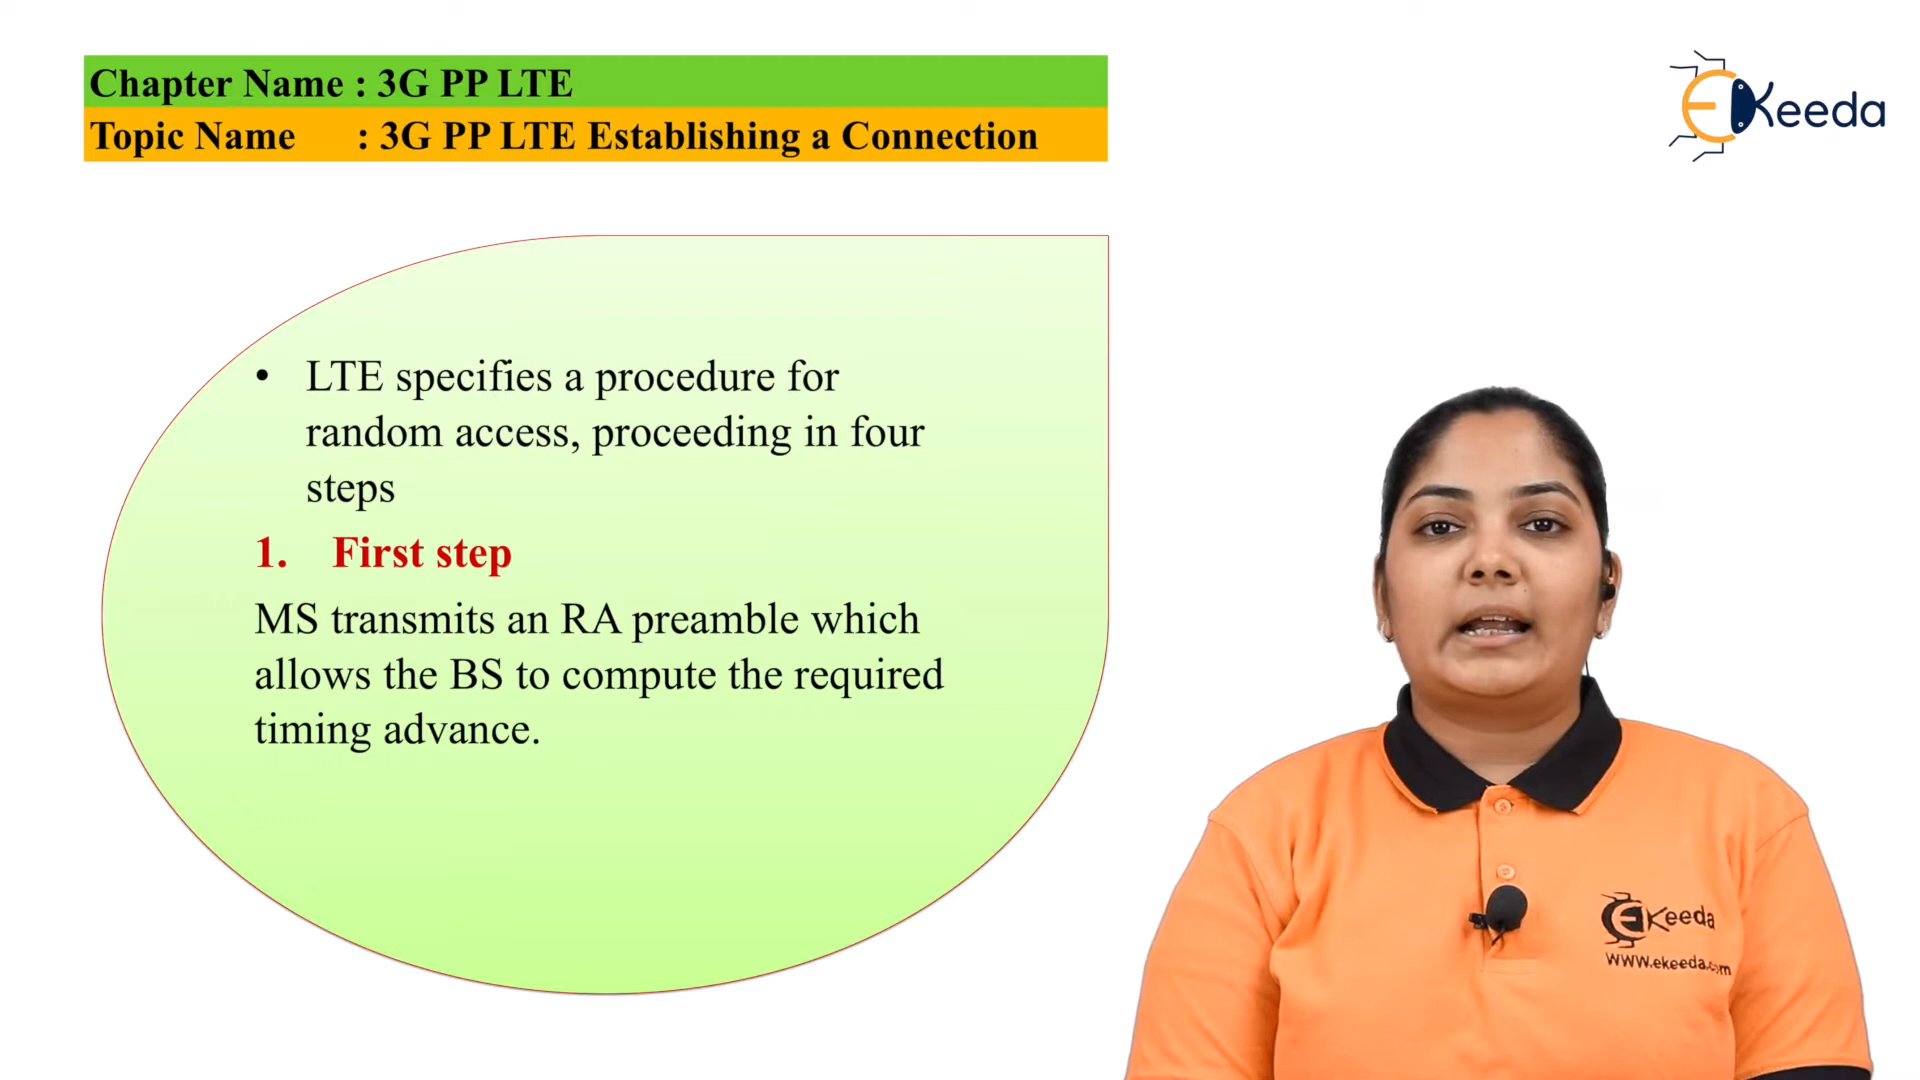 Chapter Name : 3G PP LTE
Topic Name : 3G PP LTE Establishing a Connection
EKeeda
• LTE specifies a procedure for
random access, proceeding in four
steps
1. First step
MS transmits an RA preamble which
allows the BS to compute the required
timing advance.
EKeeda
www.ekeeda.com